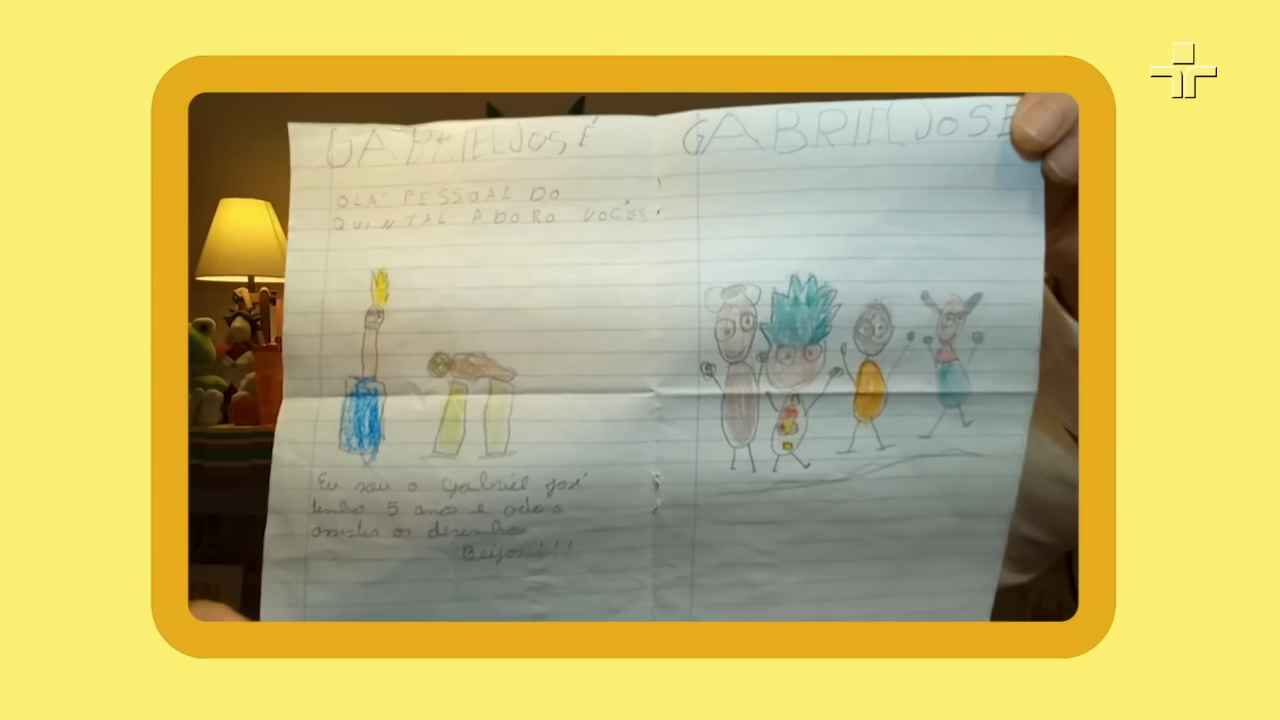 GABRIEL JOSÉ
OLÁ PESSOAL DO
QUINTAL ADORO VOCÊS.
Eu sou o Gabriel José
tenho 5 anos e adoro
assistir os desenhos
Beijos!!!
GABRIEL JOSÉ